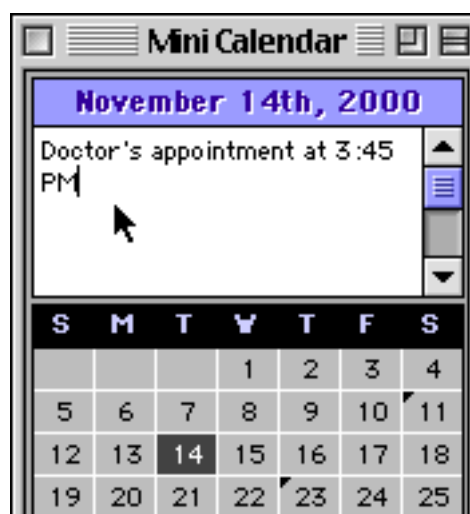 Mini Calendar
November 14th, 2000
Doctor's appointment at 3:45
PM
S M T W T F S
1 2 3 4
5 6 7 8 9 10 11
12 13 14 15 16 17 18
19 20 21 22 23 24 25